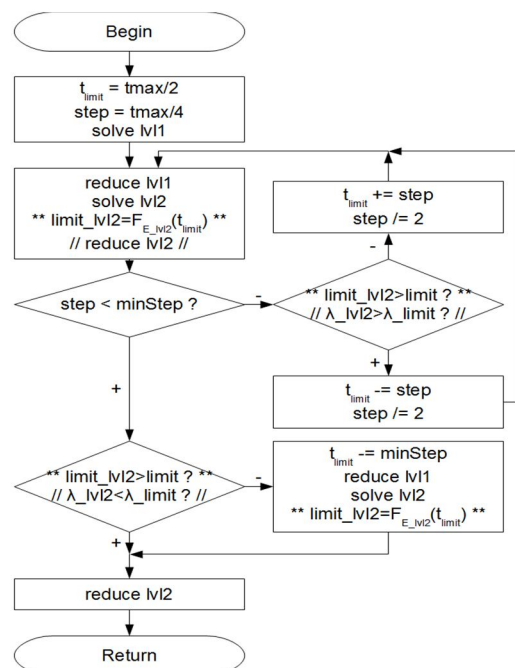 Begin
t_limit = tmax/2
step = tmax/4
solve lvl1
reduce lvl1
solve lvl2
** limit_lvl2=F_E_lvl2(t_limit) **
// reduce lvl2 //
t_limit += step
step /= 2
-
step < minStep ?
-
** limit_lvl2>limit ? **
// λ_lvl2>λ_limit ? //
+
+
t_limit -= step
step /= 2
** limit_lvl2>limit ? **
// λ_lvl2<λ_limit ? //
-
t_limit -= minStep
reduce lvl1
solve lvl2
** limit_lvl2=F_E_lvl2(t_limit) **
+
reduce lvl2
Return